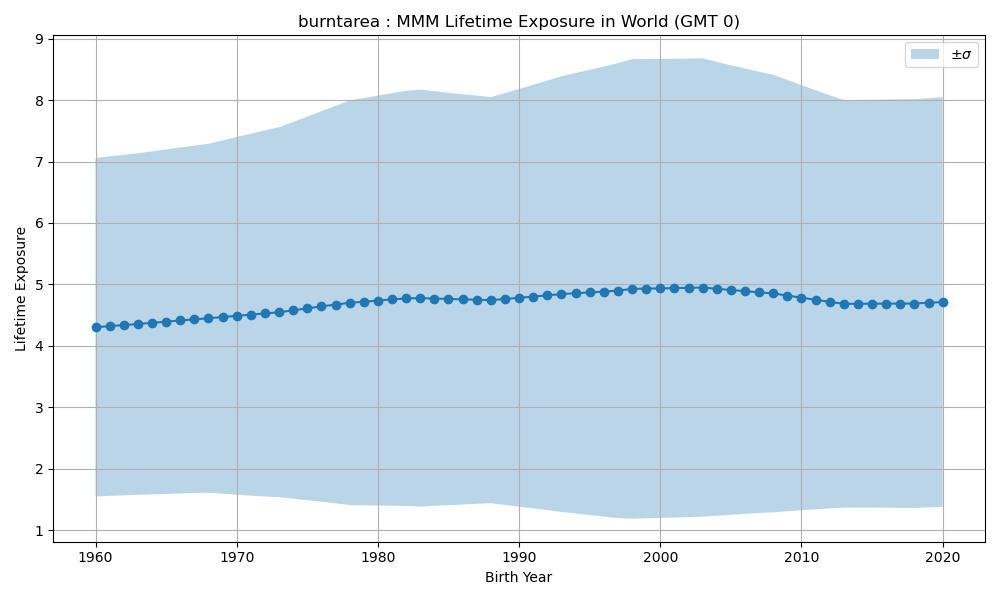 burntarea : MMM Lifetime Exposure in World (GMT 0)
±σ
9
8
7
6
5
4
3
2
1
Lifetime Exposure
1960 1970 1980 1990 2000 2010 2020
Birth Year